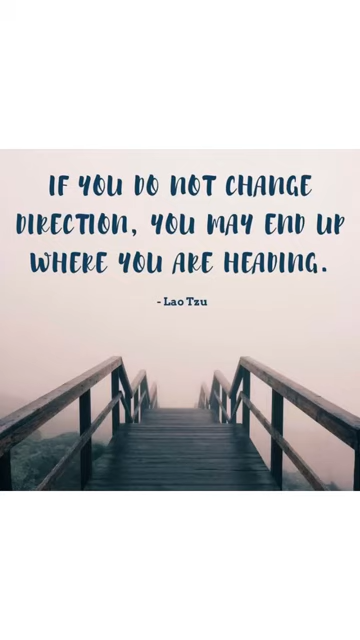 IF YOU DO NOT CHANGE
DIRECTION, YOU MAY END UP
WHERE YOU ARE HEADING.
- Lao Tzu